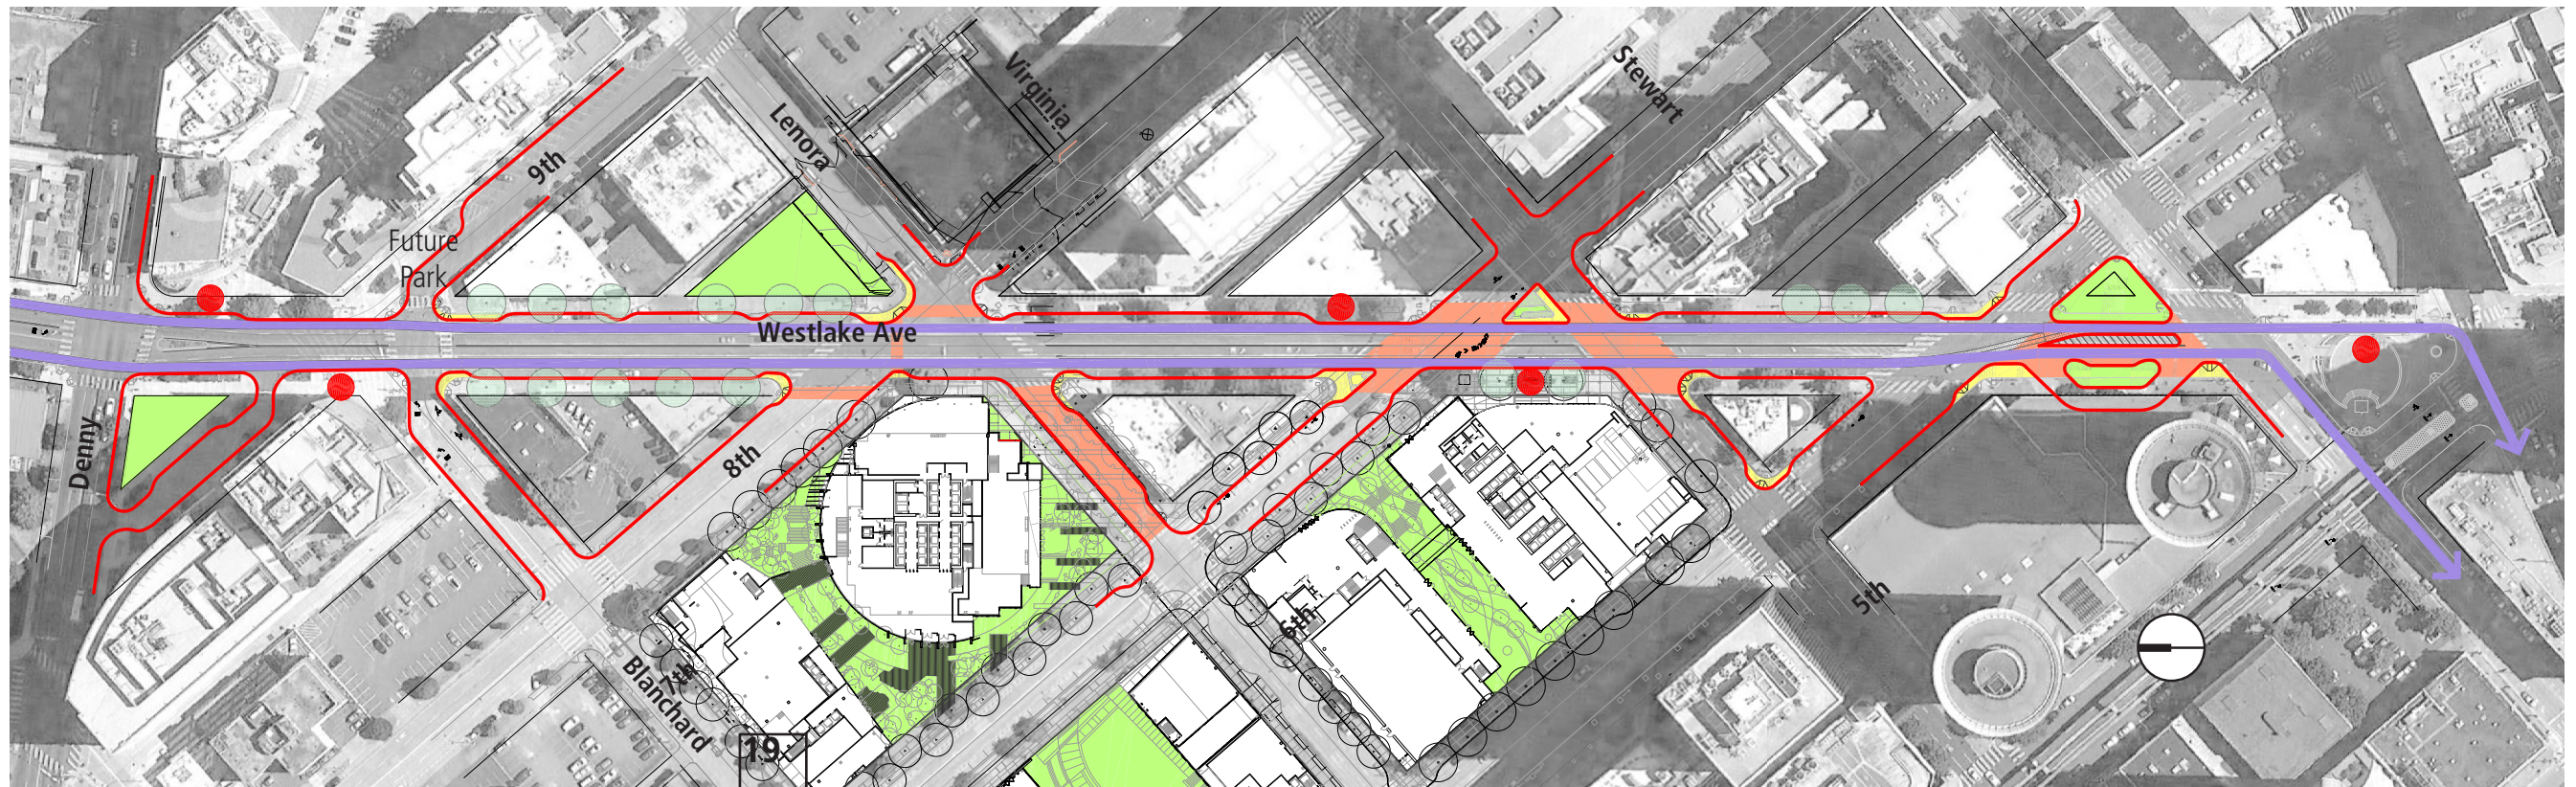 Virginia
Stewart
Lenora
9th
Future
Park
Westlake Ave
Denny
8th
5th
6th
7th
Blanchard
19